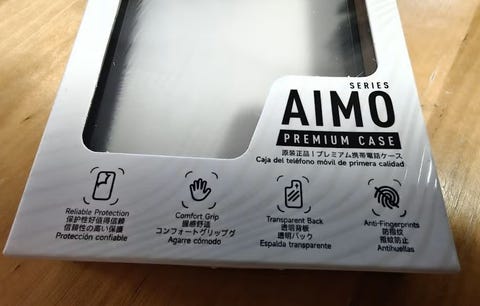 SERIES
AIMO
PREMIUM CASE
原装正品 | プレミアム携帯電話ケース
Caja del teléfono móvil de primera calidad
Reliable Protection
保护性好值得信赖
信頼性の高い保護
Protección confiable
Comfort Grip
握感舒适
コンフォートグリップグ
Agarre cómodo
Transparent Back
透明背板
透明バック
Espalda transparente
Anti-Fingerprints
防指纹
指紋防止
Antihuellas